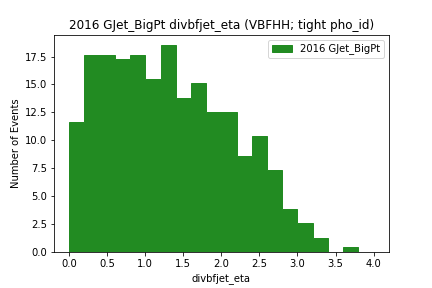 2016 GJet_BigPt divbfjet_eta (VBFHH; tight pho_id)
2016 GJet_BigPt
Number of Events
17.5
15.0
12.5
10.0
7.5
5.0
2.5
0.0
0.0 0.5 1.0 1.5 2.0 2.5 3.0 3.5 4.0
divbfjet_eta